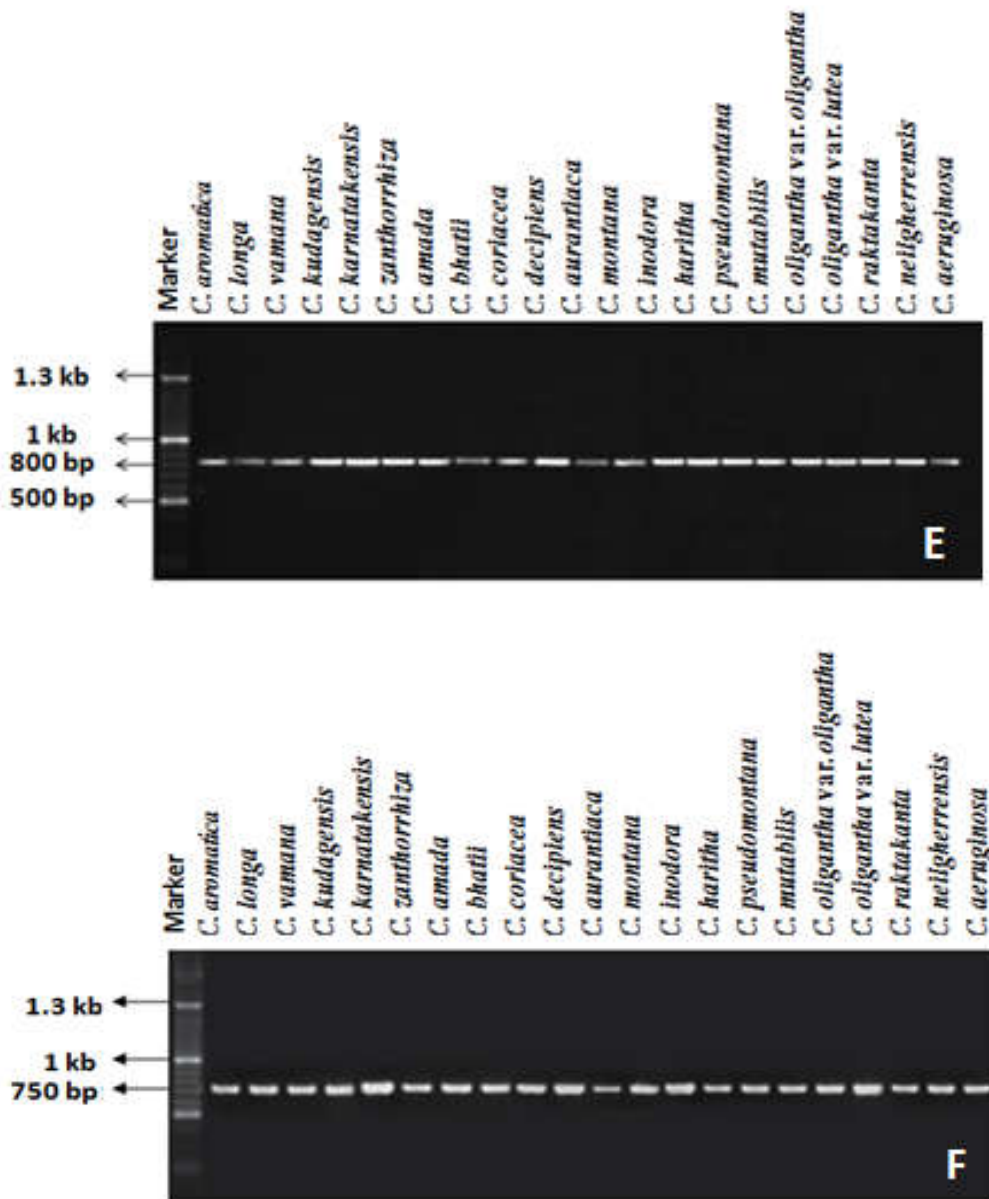 Marker
C. aromatica
C. longa
C. vamana
C. kudagensis
C. karnatakensis
C. zanthorrhiza
C. amada
C. bhatii
C. coriacea
C. decipiens
C. aurantiaca
C. montana
C. inodora
C. haritha
C. pseudomontana
C. mutabilis
C. oligantha var. oligantha
C. oligantha var. lutea
C. raktakanta
C. neilgherrensis
C. aeruginosa
1.3 kb
1 kb
800 bp
500 bp
E
Marker
C. aromatica
C. longa
C. vamana
C. kudagensis
C. karnatakensis
C. zanthorrhiza
C. amada
C. bhatii
C. coriacea
C. decipiens
C. aurantiaca
C. montana
C. inodora
C. haritha
C. pseudomontana
C. mutabilis
C. oligantha var. oligantha
C. oligantha var. lutea
C. raktakanta
C. neilgherrensis
C. aeruginosa
1.3 kb
1 kb
750 bp
F